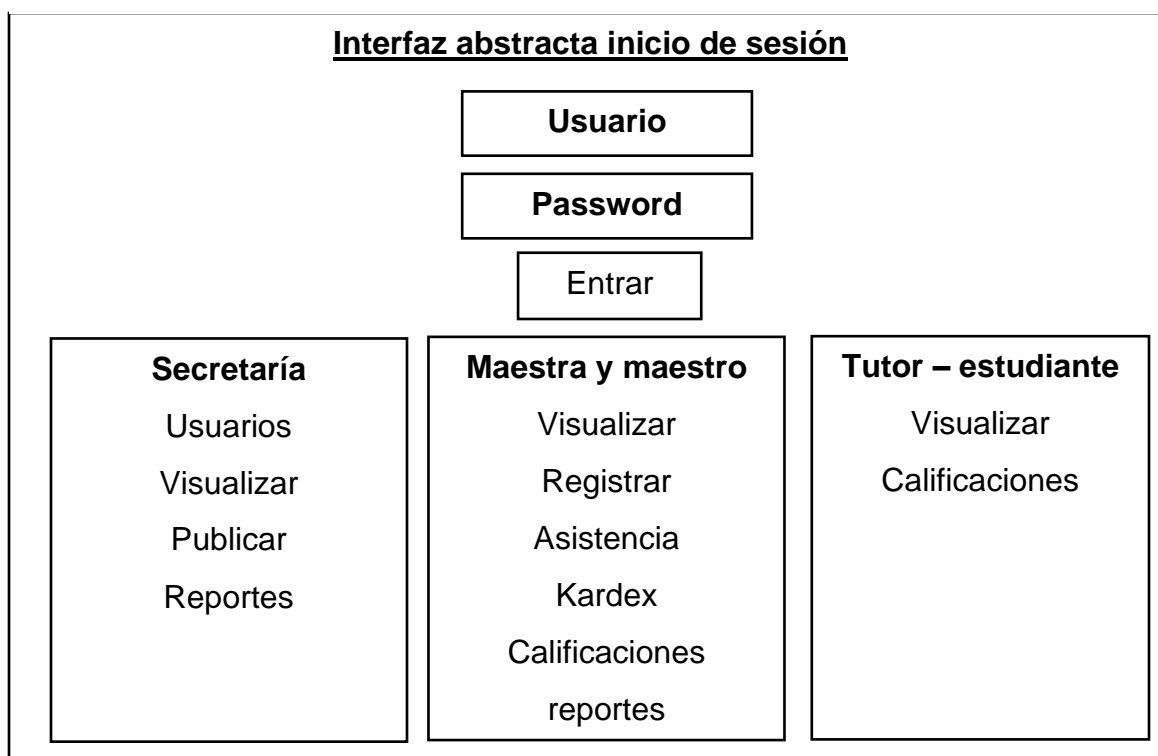 Interfaz abstracta inicio de sesión
Usuario
Password
Entrar
Secretaría
Usuarios
Visualizar
Publicar
Reportes
Maestra y maestro
Visualizar
Registrar
Asistencia
Kardex
Calificaciones
reportes
Tutor – estudiante
Visualizar
Calificaciones